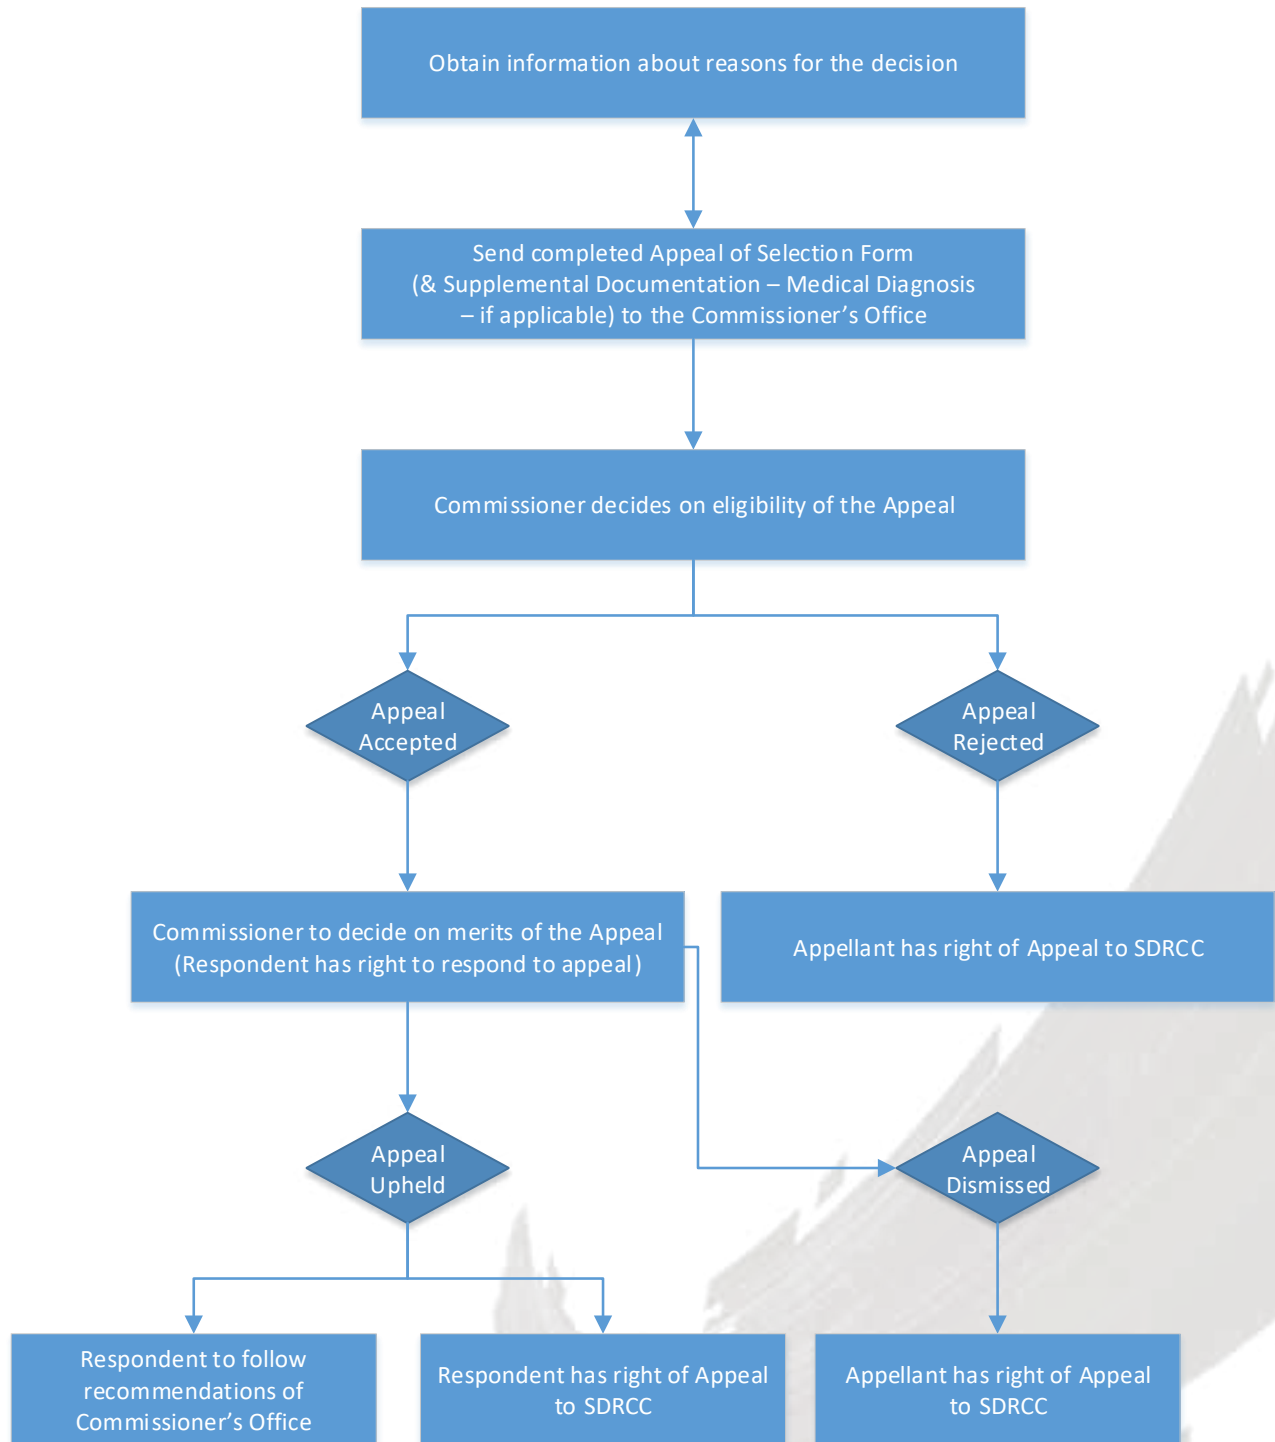 Obtain information about reasons for the decision
Send completed Appeal of Selection Form
(& Supplemental Documentation – Medical Diagnosis
– if applicable) to the Commissioner’s Office
Commissioner decides on eligibility of the Appeal
Appeal
Accepted
Appeal
Rejected
Commissioner to decide on merits of the Appeal
(Respondent has right to respond to appeal)
Appellant has right of Appeal to SDRCC
Appeal
Upheld
Appeal
Dismissed
Respondent to follow
recommendations of
Commissioner’s Office
Respondent has right of Appeal
to SDRCC
Appellant has right of Appeal
to SDRCC